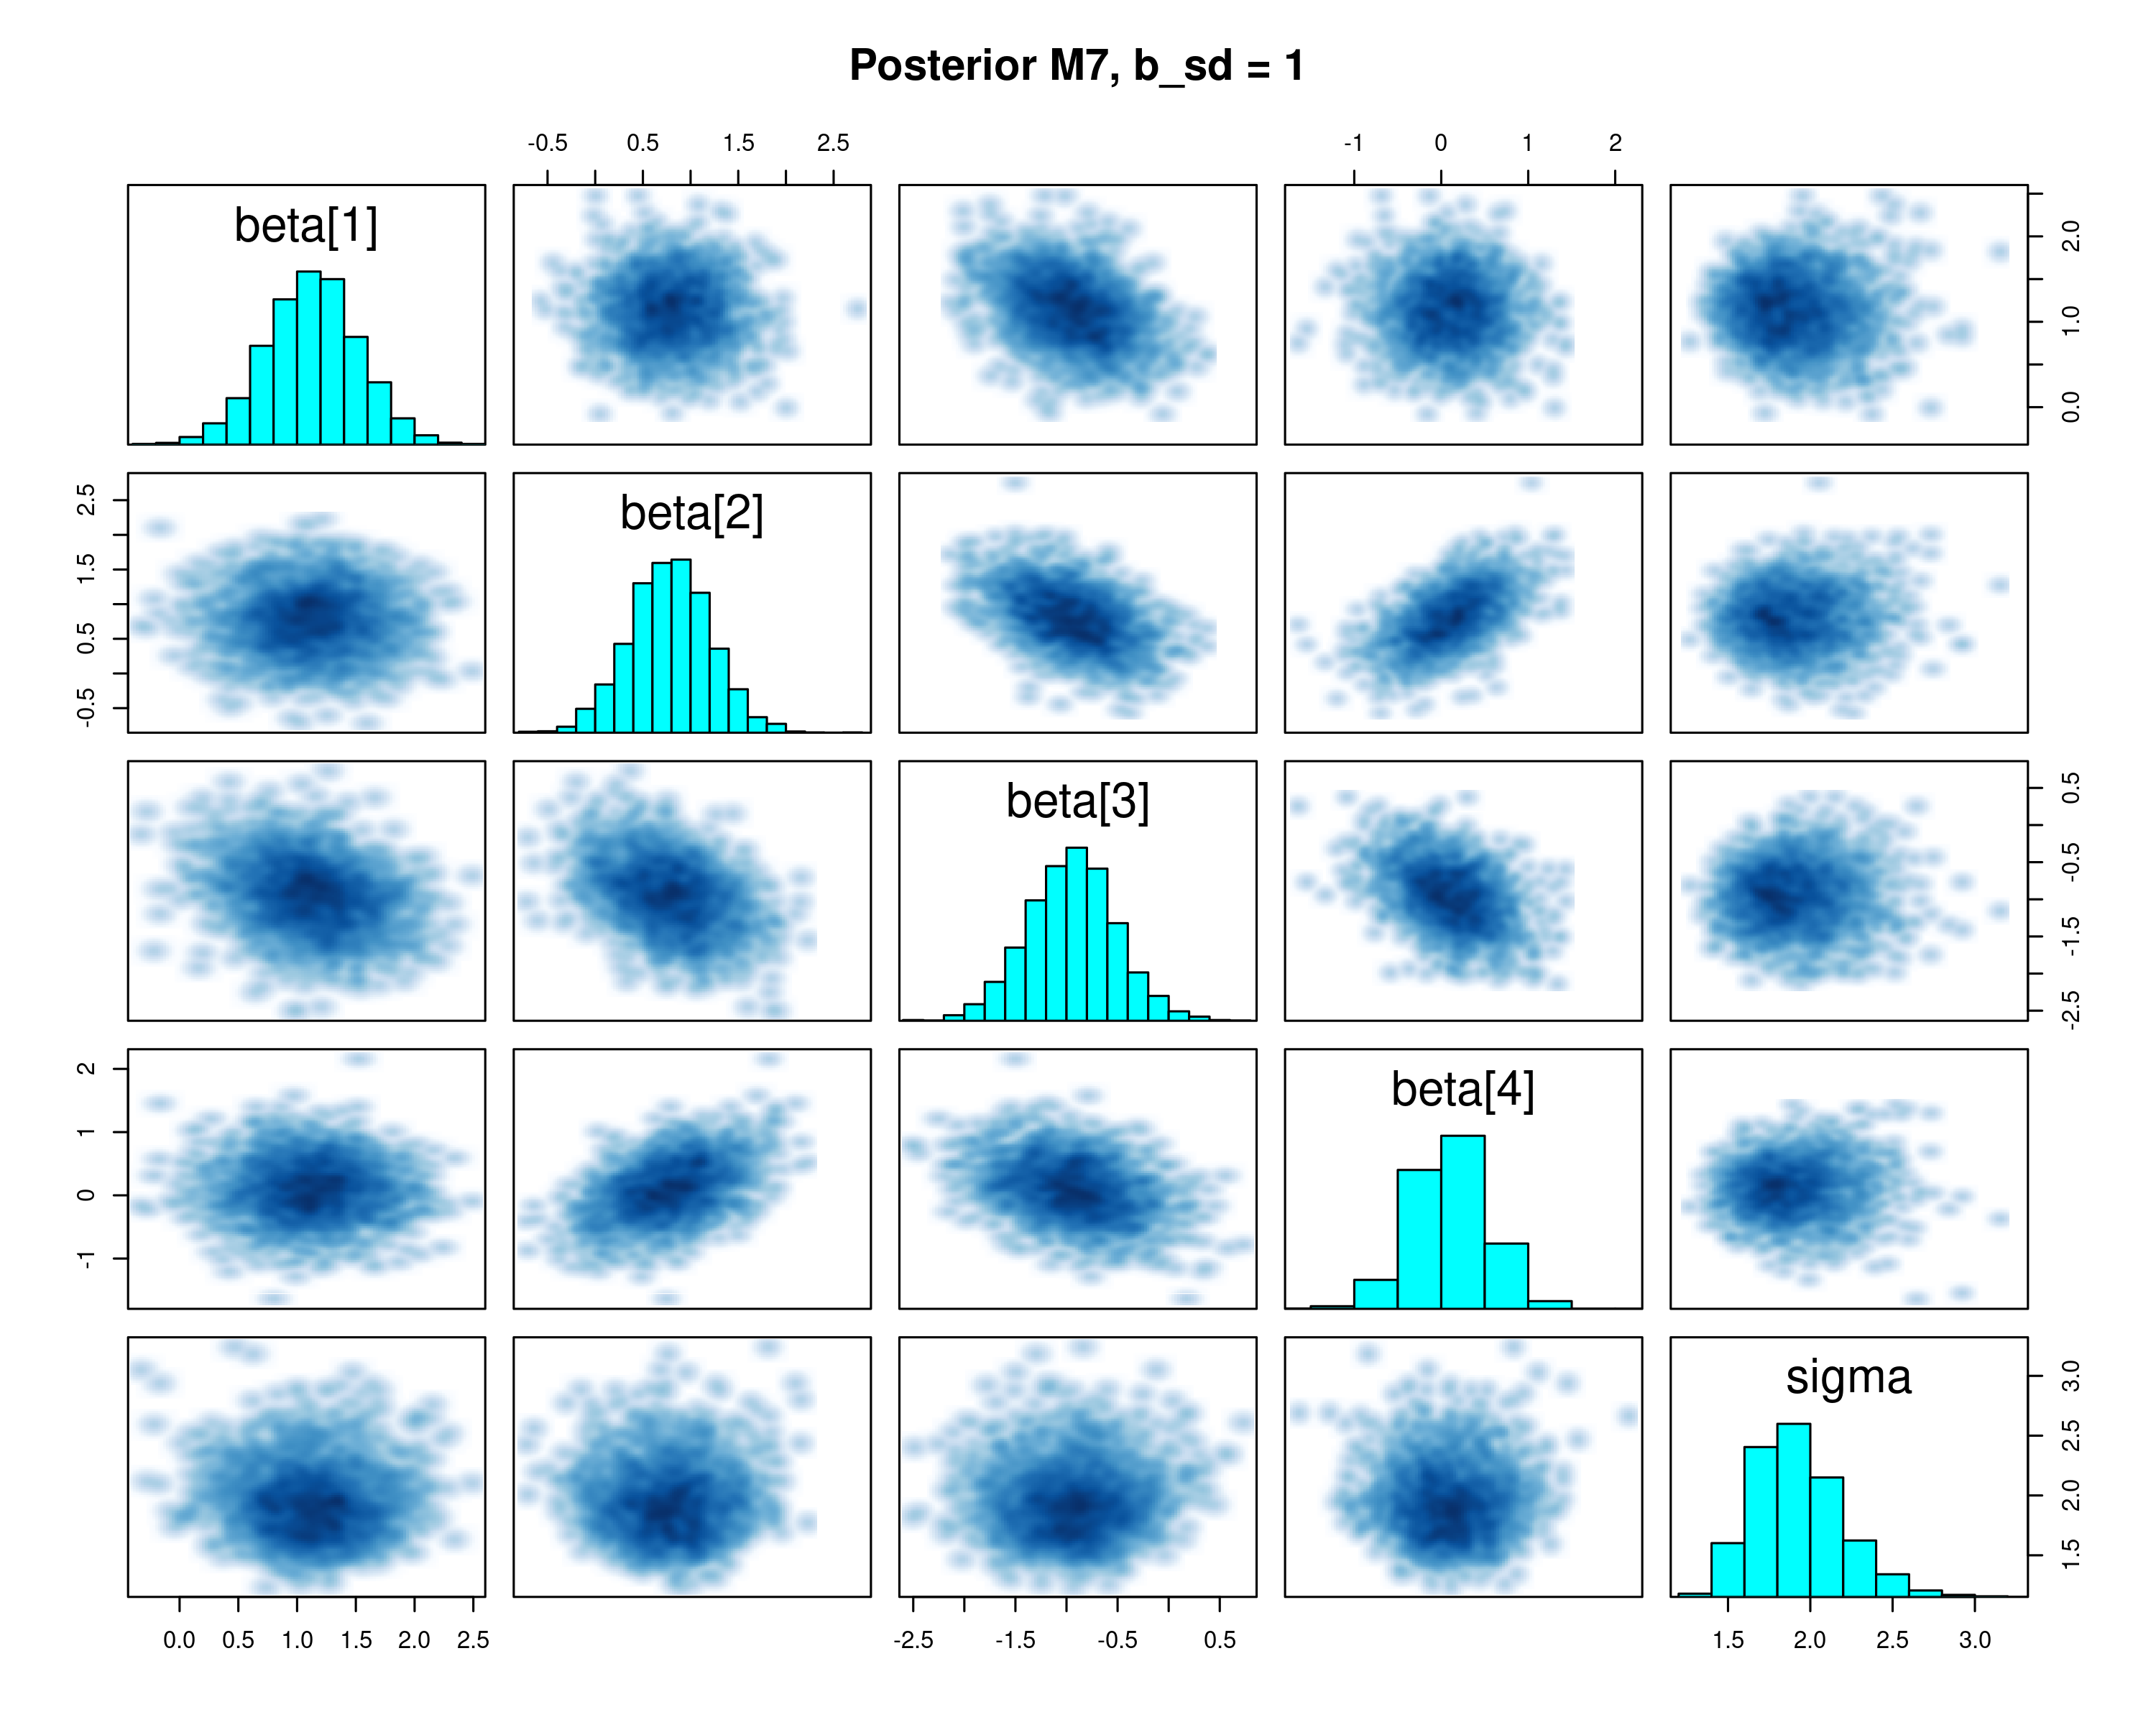 Posterior M7, b_sd = 1
-0.5 0.5 1.5 2.5 -1 0 1 2
beta[1]
0.0 1.0 2.0
beta[2]
-0.5 0.5 1.5 2.5
beta[3]
-2.5 -1.5 -0.5 0.5
beta[4]
-1 0 1 2
sigma
1.5 2.0 2.5 3.0
0.0 0.5 1.0 1.5 2.0 2.5 -2.5 -1.5 -0.5 0.5 1.5 2.0 2.5 3.0